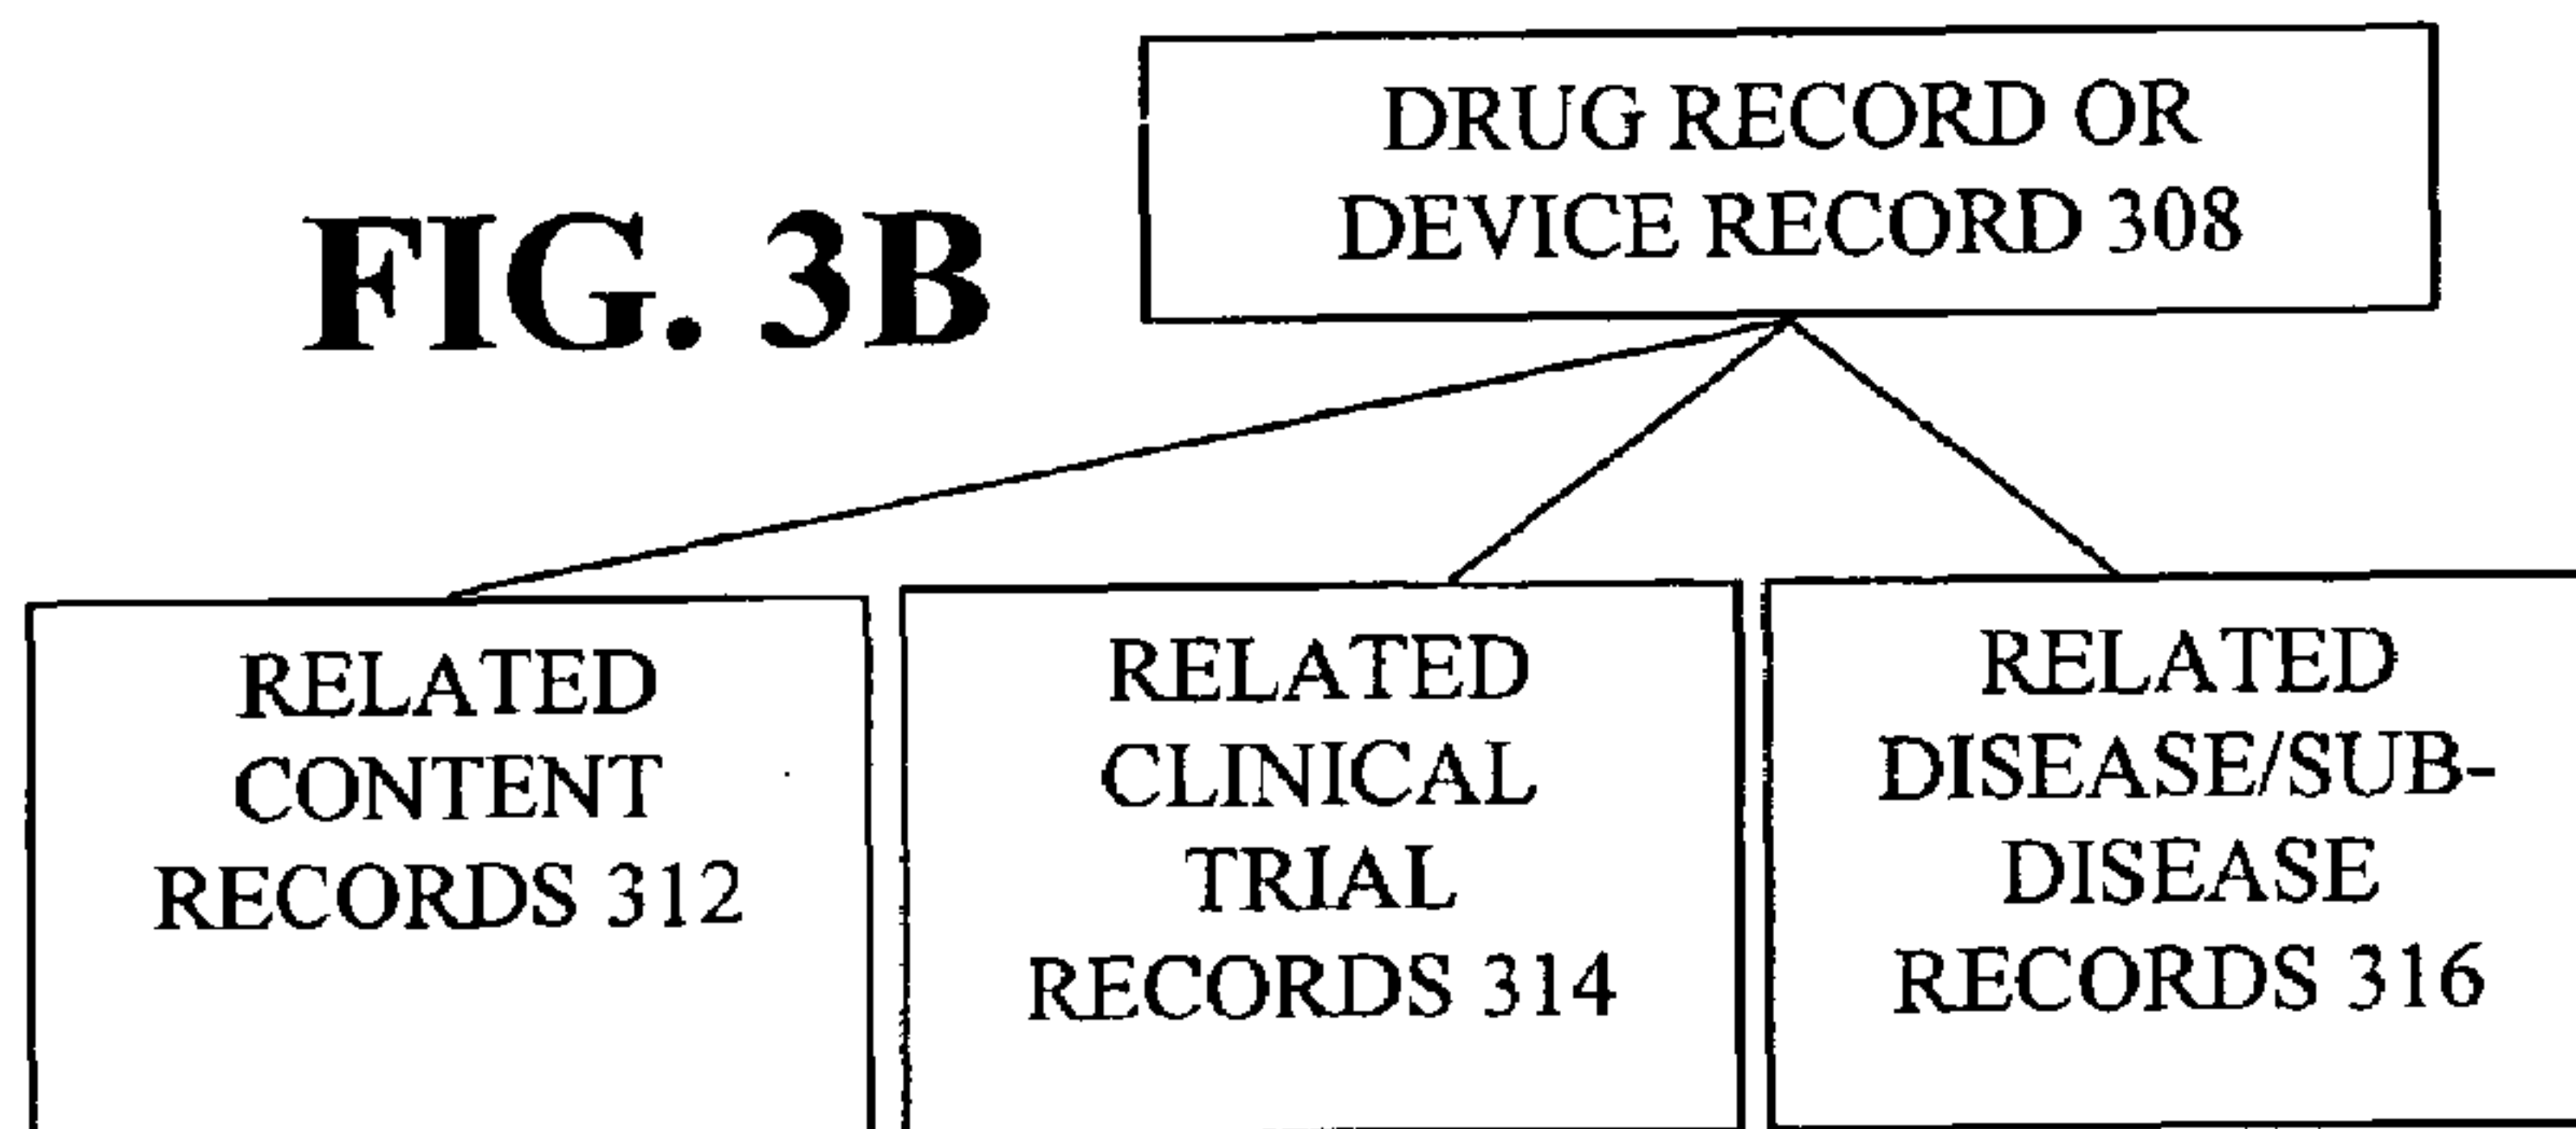 FIG. 3B
DRUG RECORD OR
DEVICE RECORD 308
RELATED
CONTENT
RECORDS 312
RELATED
CLINICAL
TRIAL
RECORDS 314
RELATED
DISEASE/SUB-
DISEASE
RECORDS 316